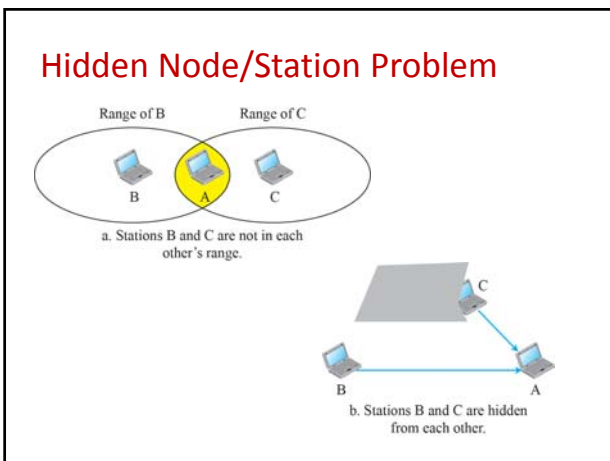 Hidden Node/Station Problem
Range of B
Range of C
B
A
C
a. Stations B and C are not in each
other's range.
C
B
A
b. Stations B and C are hidden
from each other.